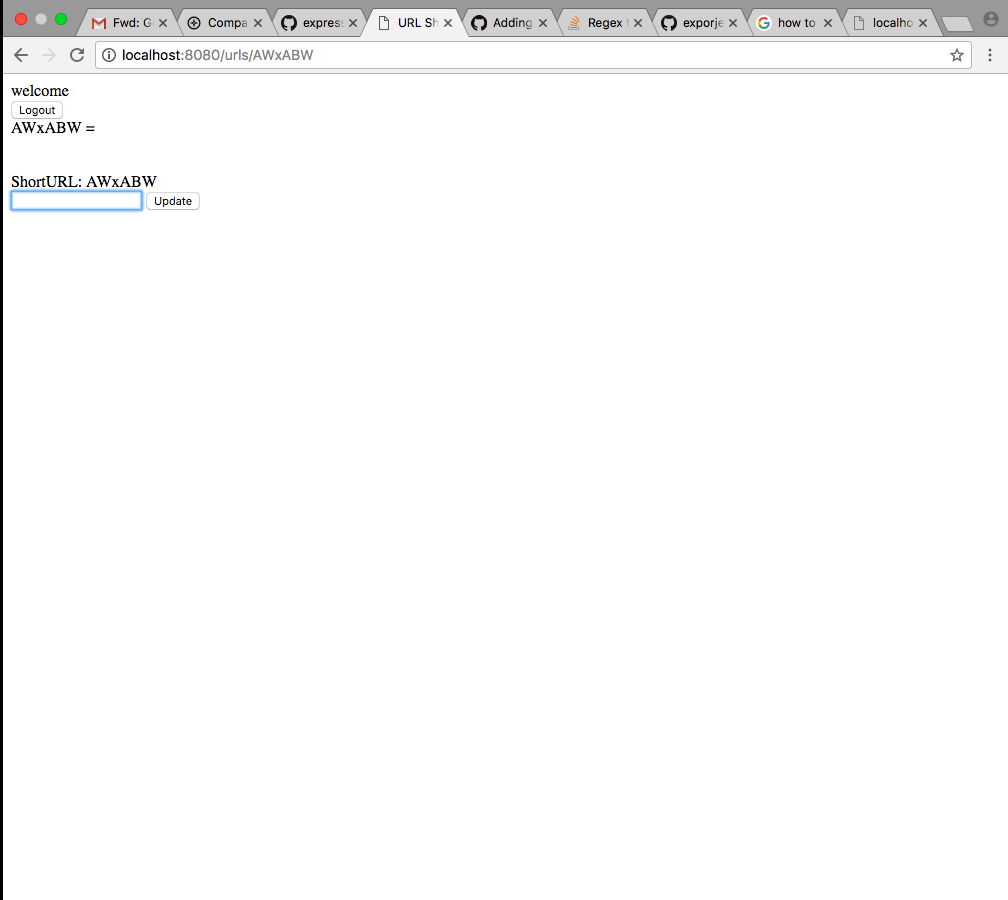 Fwd: G
Compa
express
URL Sh
Adding
Regex
exporje
how to
localho
localhost:8080/urls/AWxABW
welcome
Logout
AWxABW =
ShortURL: AWxABW
Update